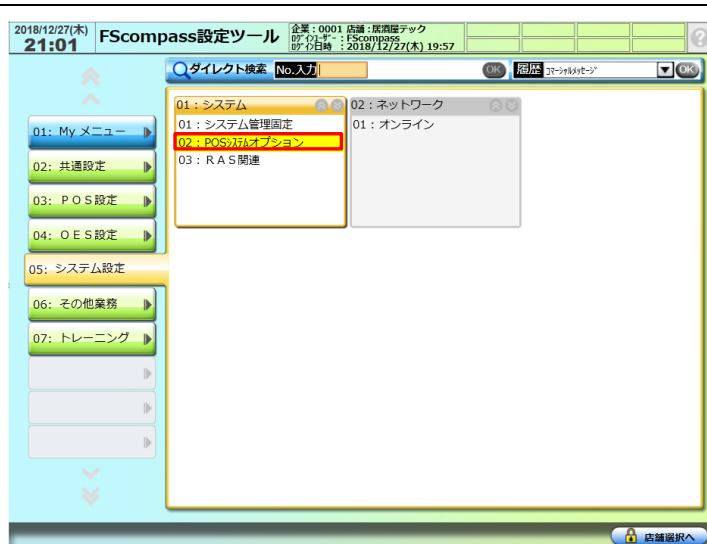 2018/12/27(木)
21:01
FScompass設定ツール
企業：0001 店舗：居酒屋テック
ﾛｸﾞｲﾝﾕｰｻﾞｰ：FScompass
ﾛｸﾞｲﾝ日時：2018/12/27(木) 19:57
ダイレクト検索 No.入力 OK 履歴 ｺﾏｰｼｬﾙﾒｯｾｰｼﾞ OK
01：システム
01：システム管理固定
02：POSｼｽﾃﾑオプション
03：ＲＡＳ関連
02：ネットワーク
01：オンライン
01: My メニュー
02: 共通設定
03: ＰＯＳ設定
04: ＯＥＳ設定
05: システム設定
06: その他業務
07: トレーニング
店舗選択へ